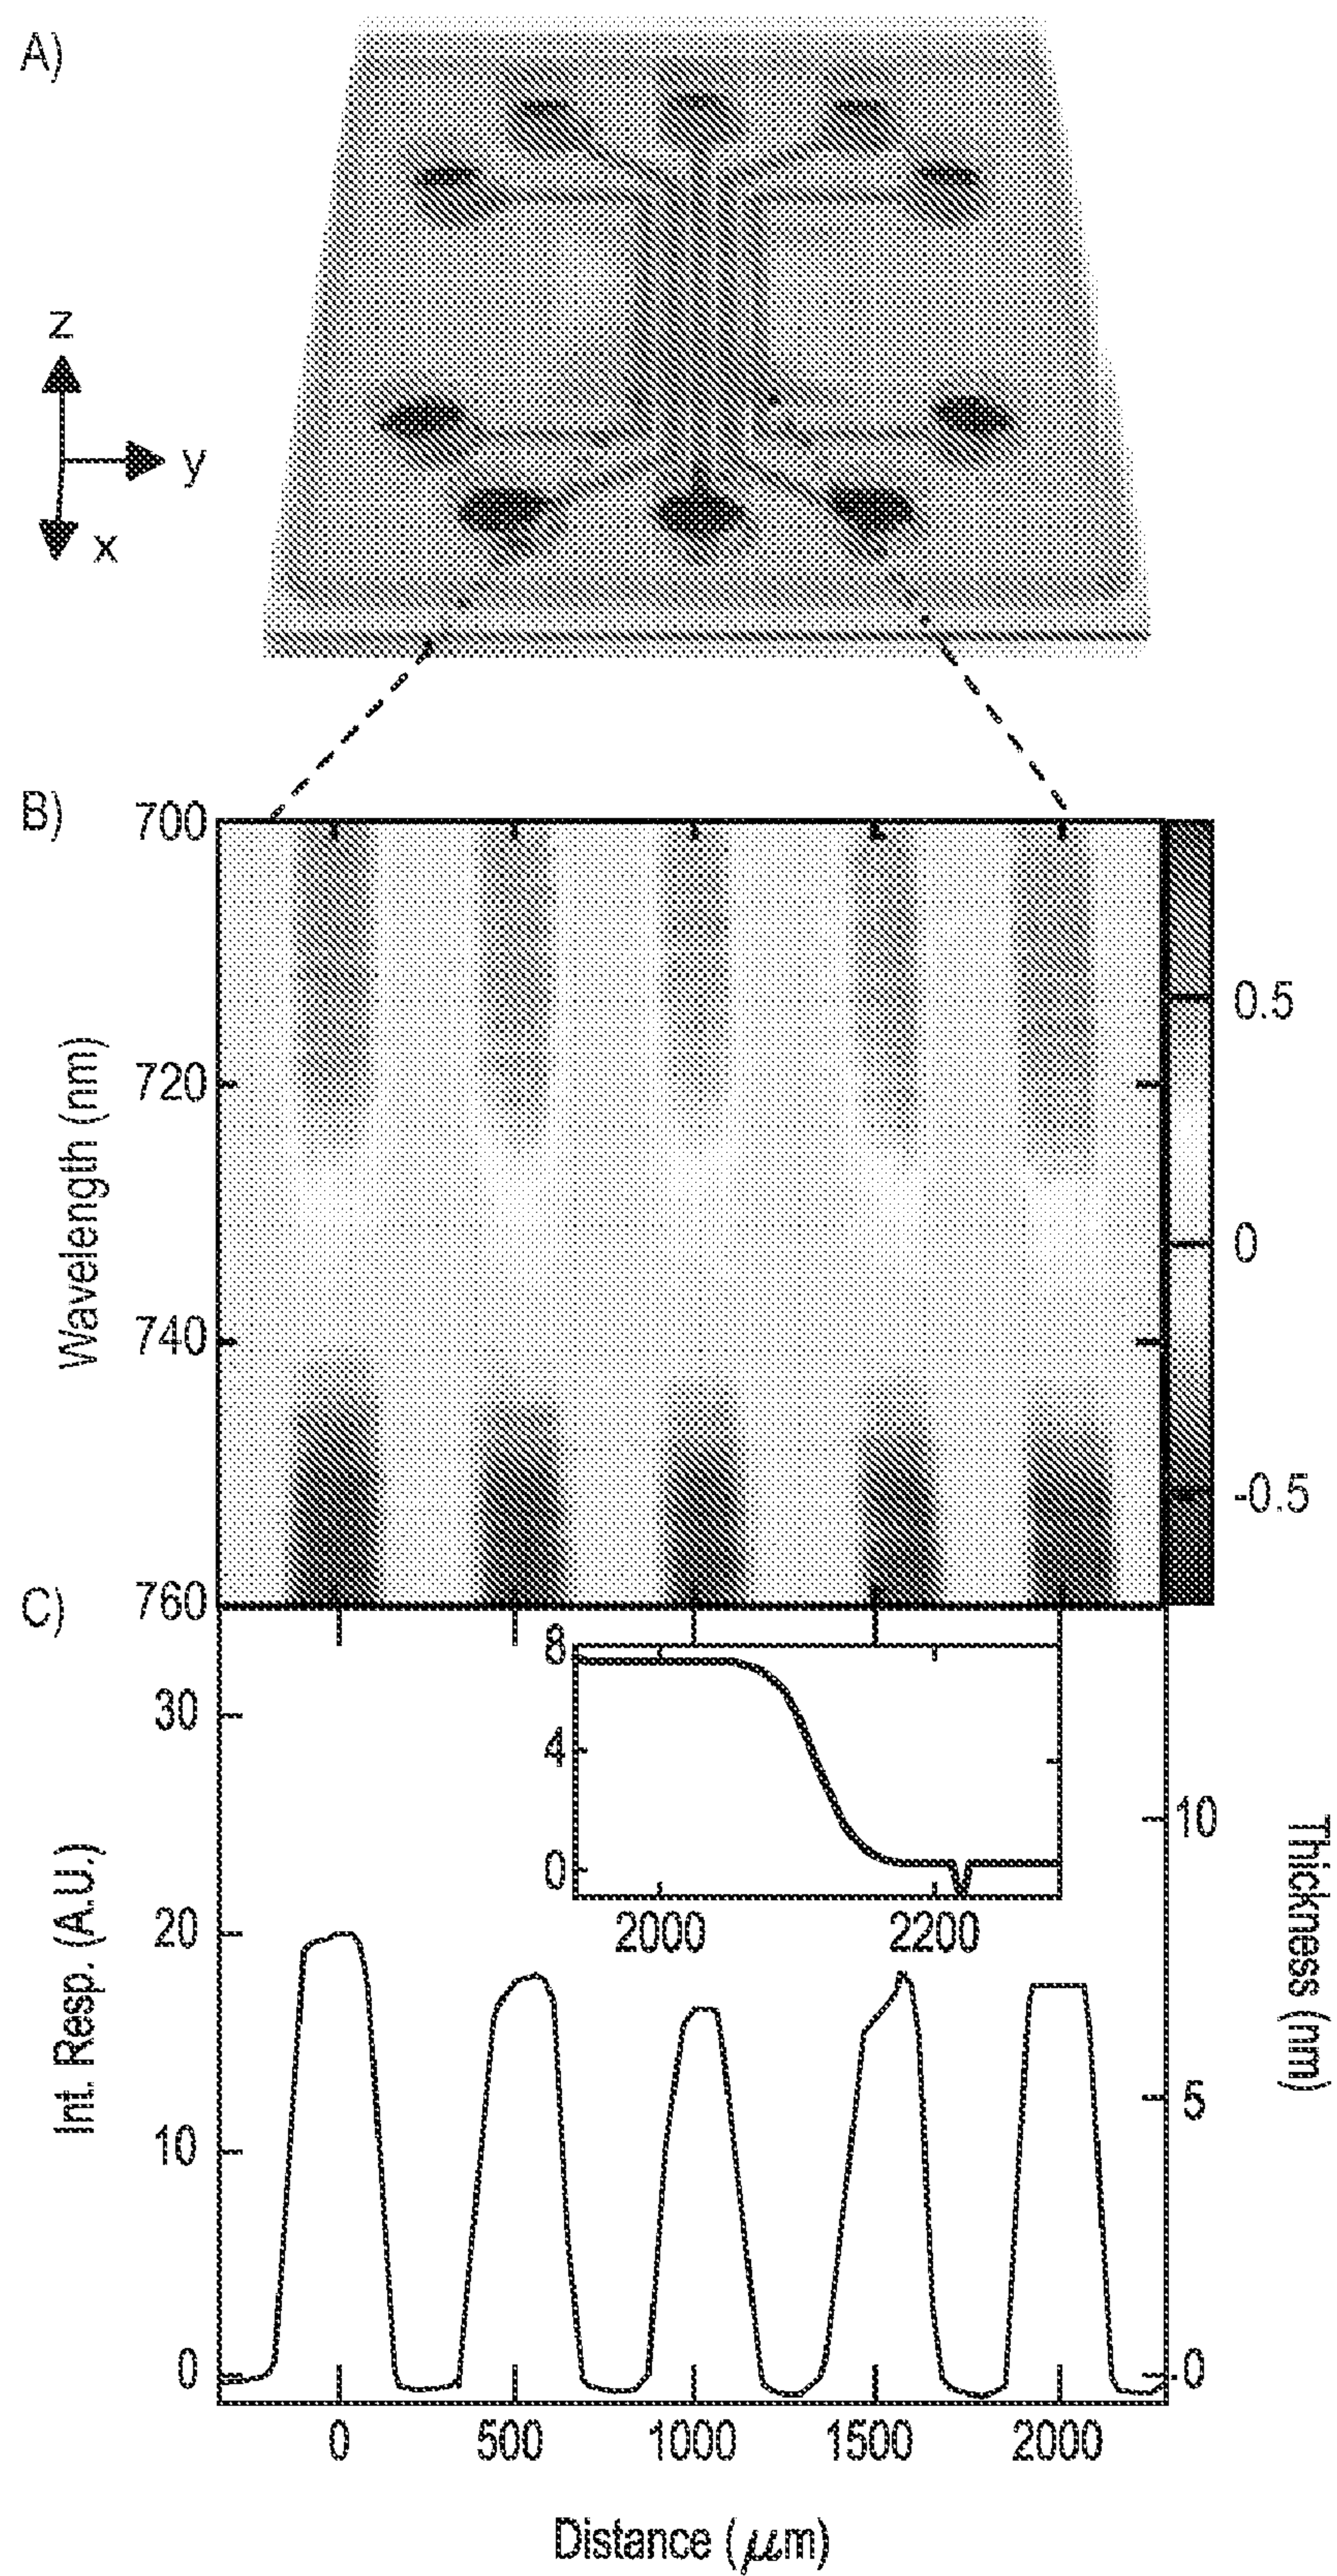 A)
z
y
x
B)
700
720
740
760
Wavelength (nm)
0.5
0
-0.5
C)
8
4
0
2000 2200
30
20
10
0
Int. Resp. (A.U.)
10
5
0
Thickness (nm)
0 500 1000 1500 2000
Distance (μm)